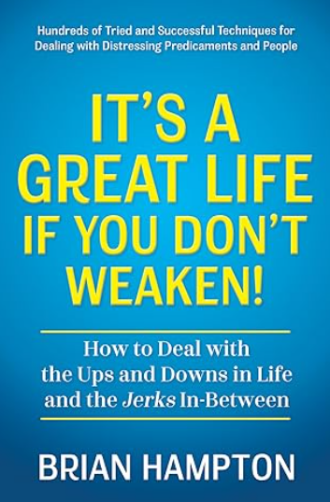 Hundreds of Tried and Successful Techniques for
Dealing with Distressing Predicaments and People
IT'S A
GREAT LIFE
IF YOU DON'T
WEAKEN!
How to Deal with
the Ups and Downs in Life
and the Jerks In-Between
BRIAN HAMPTON